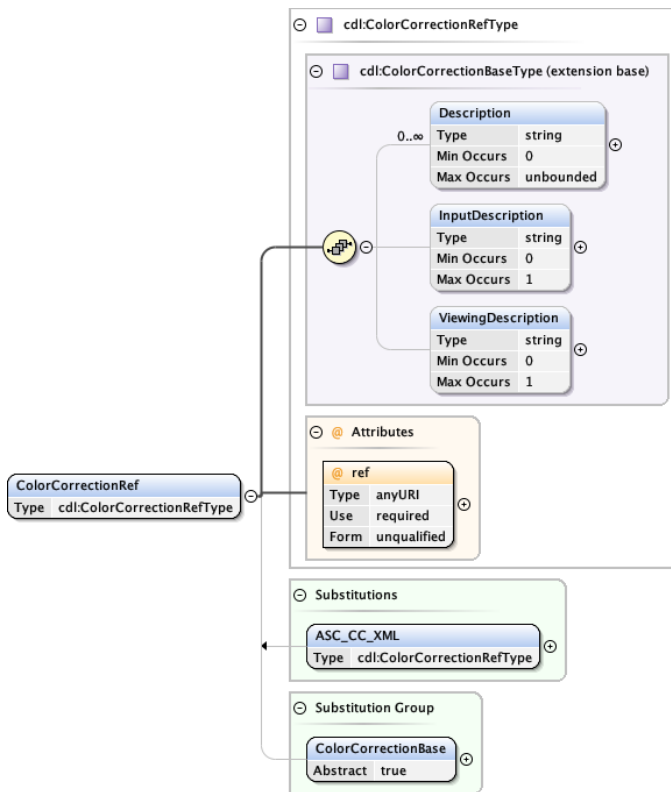 cdl:ColorCorrectionRefType
cdl:ColorCorrectionBaseType (extension base)
Description
0..∞
Type string
Min Occurs 0
Max Occurs unbounded
InputDescription
Type string
Min Occurs 0
Max Occurs 1
ViewingDescription
Type string
Min Occurs 0
Max Occurs 1
@ Attributes
@ ref
Type anyURI
Use required
Form unqualified
ColorCorrectionRef
Type cdl:ColorCorrectionRefType
Substitutions
ASC_CC_XML
Type cdl:ColorCorrectionRefType
Substitution Group
ColorCorrectionBase
Abstract true